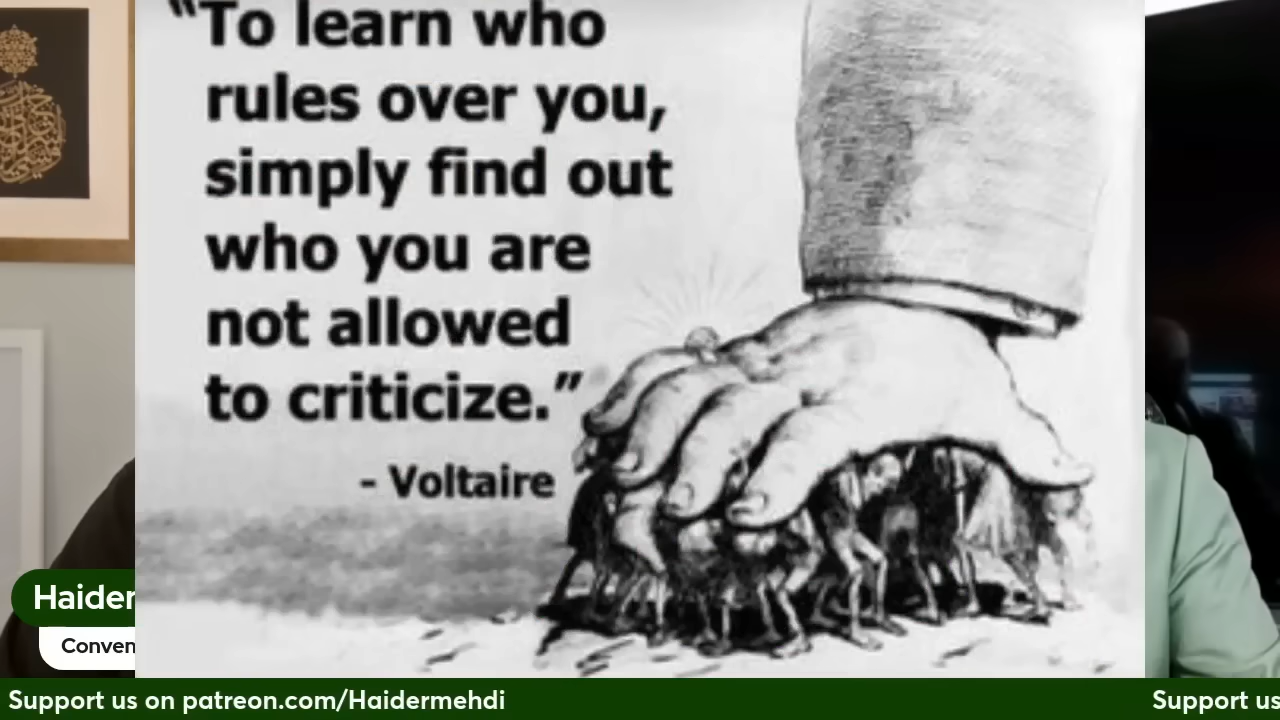 “To learn who
rules over you,
simply find out
who you are
not allowed
to criticize.”
- Voltaire
Haider
Conven
Support us on patreon.com/Haidermehdi
Support us